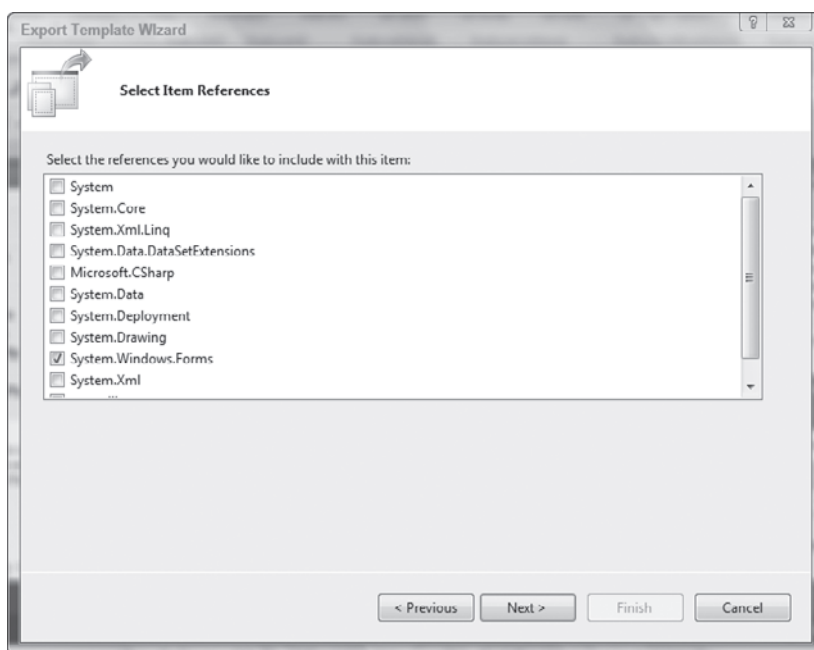 Export Template Wizard
Select Item References
Select the references you would like to include with this item:
System
System.Core
System.Xml.Linq
System.Data.DataSetExtensions
Microsoft.CSharp
System.Data
System.Deployment
System.Drawing
System.Windows.Forms
System.Xml
< Previous
Next >
Finish
Cancel